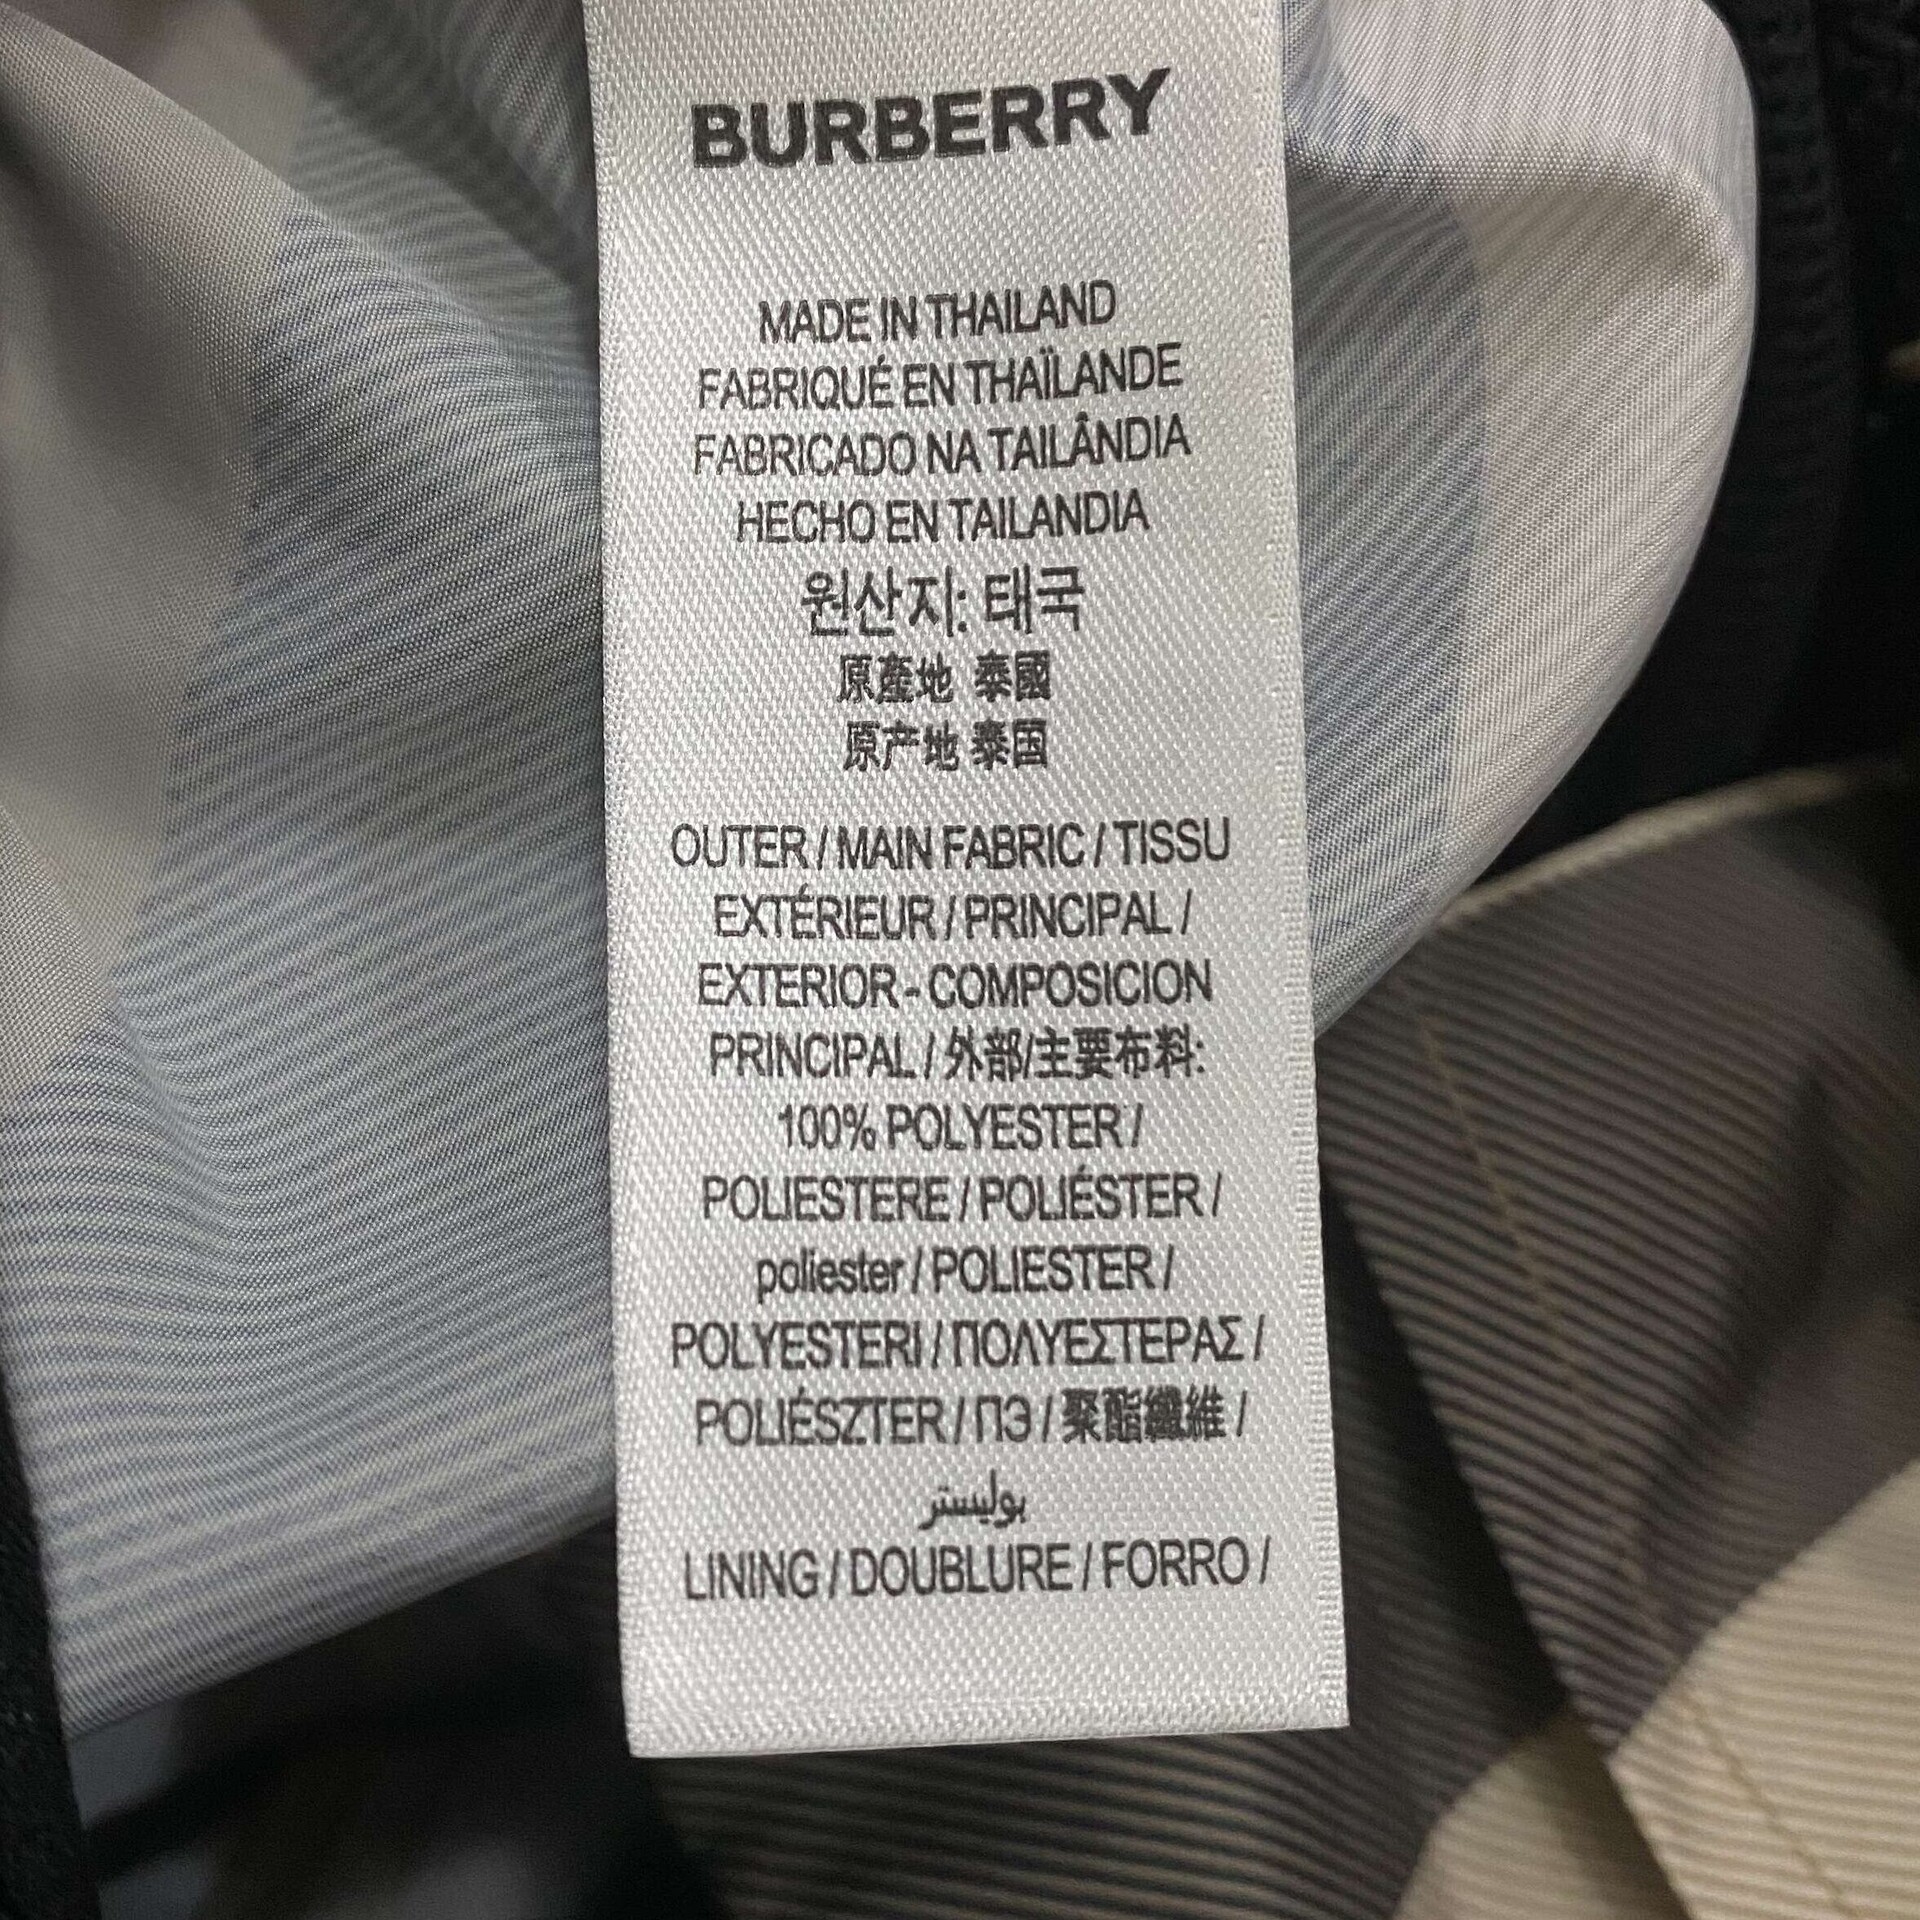 BURBERRY
MADE IN THAILAND
FABRIQUÉ EN THAÏLANDE
FABRICADO NA TAILÂNDIA
HECHO EN TAILANDIA
원산지: 태국
原產地 泰國
原产地 泰国
OUTER / MAIN FABRIC / TISSU
EXTÉRIEUR / PRINCIPAL /
EXTERIOR - COMPOSICION
PRINCIPAL / 外部/主要布料:
100% POLYESTER /
POLIESTERE / POLIÉSTER /
poliester / POLIESTER /
POLYESTERI / ΠΟΛΥΕΣΤΕΡΑΣ /
POLIÉSZTER / ПЭ / 聚酯纖維 /
بوليستر
LINING / DOUBLURE / FORRO /